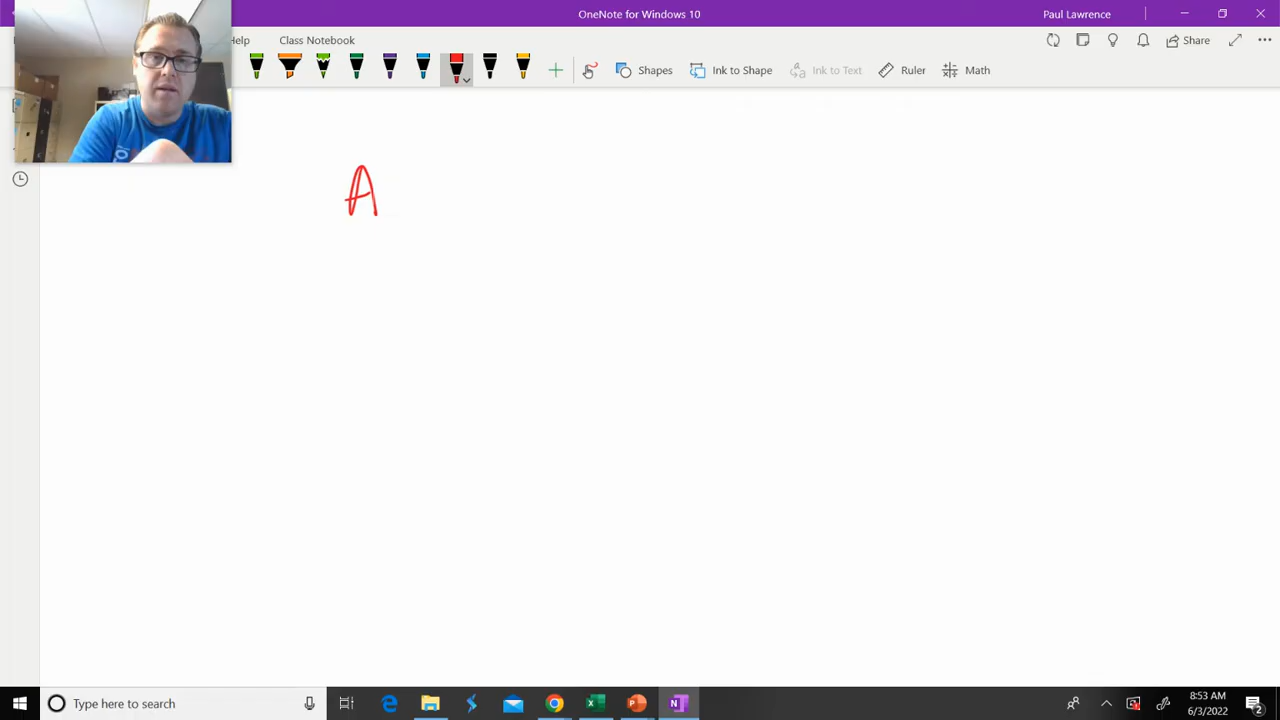 OneNote for Windows 10
Paul Lawrence
Help
Class Notebook
Share
Shapes
Ink to Shape
Ink to Text
Ruler
Math
A
Type here to search
8:53 AM
6/3/2022
2